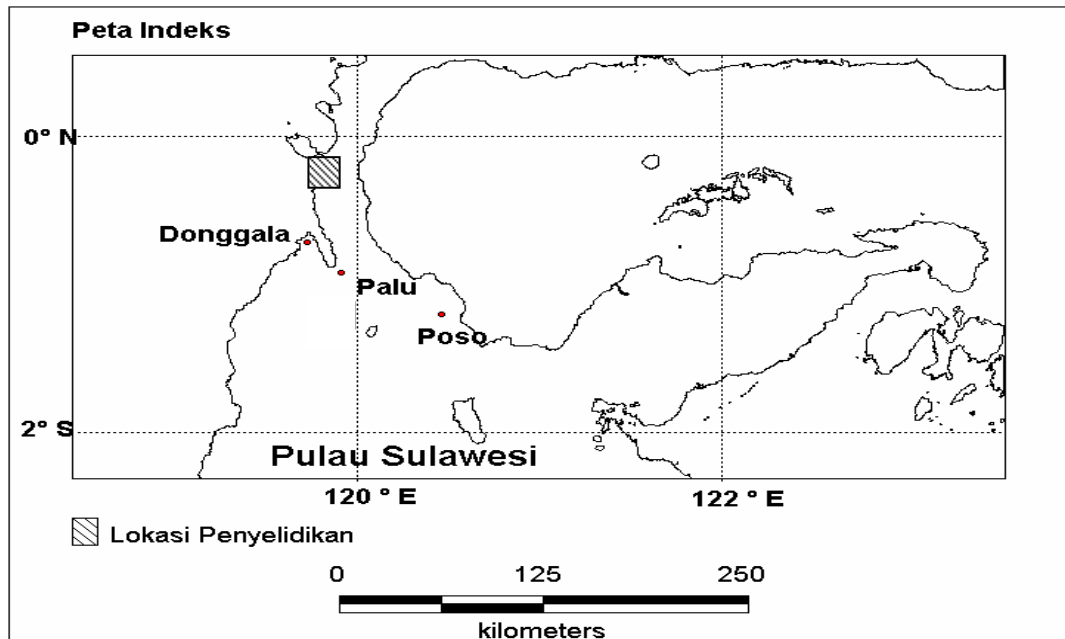 Peta Indeks
0° N
Donggala
Palu
Poso
2° S
Pulau Sulawesi
120 ° E
122 ° E
Lokasi Penyelidikan
0 125 250
kilometers